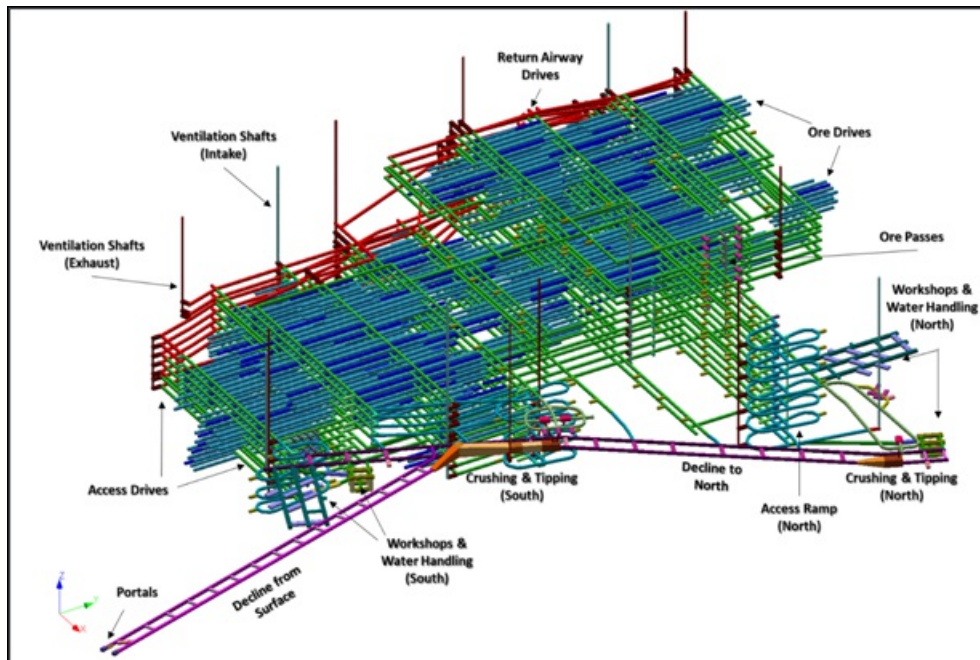 Return Airway
Drives
Ventilation Shafts
(Intake)
Ore Drives
Ventilation Shafts
(Exhaust)
Ore Passes
Workshops &
Water Handling
(North)
Access Drives
Crushing & Tipping
(South)
Decline to
North
Crushing & Tipping
(North)
Access Ramp
(North)
Workshops &
Water Handling
(South)
Decline from
Surface
Portals
Z
Y
X